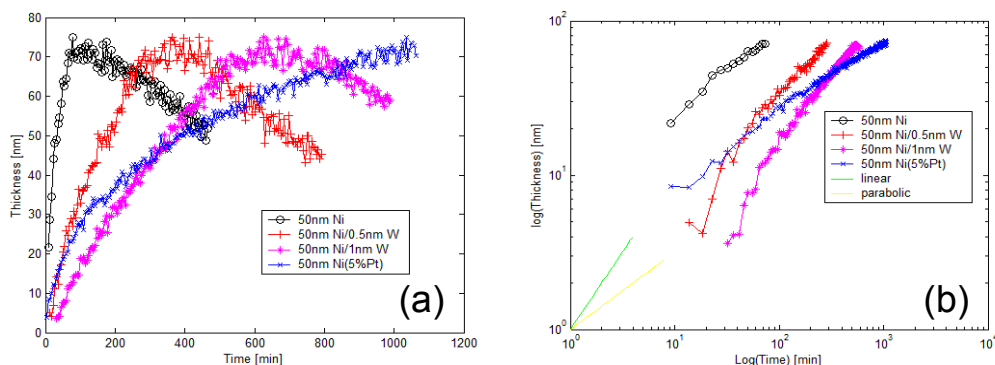 80
70
60
50
40
30
20
10
0
0 200 400 600 800 1000 1200
Thickness [nm]
Time [min]
50nm Ni
50nm Ni/0.5nm W
50nm Ni/1nm W
50nm Ni(5%Pt)
(a)
10²
10¹
10⁰
10⁰ 10¹ 10² 10³ 10⁴
log(Thickness) [nm]
Log(Time) [min]
50nm Ni
50nm Ni/0.5nm W
50nm Ni/1nm W
50nm Ni(5%Pt)
linear
parabolic
(b)